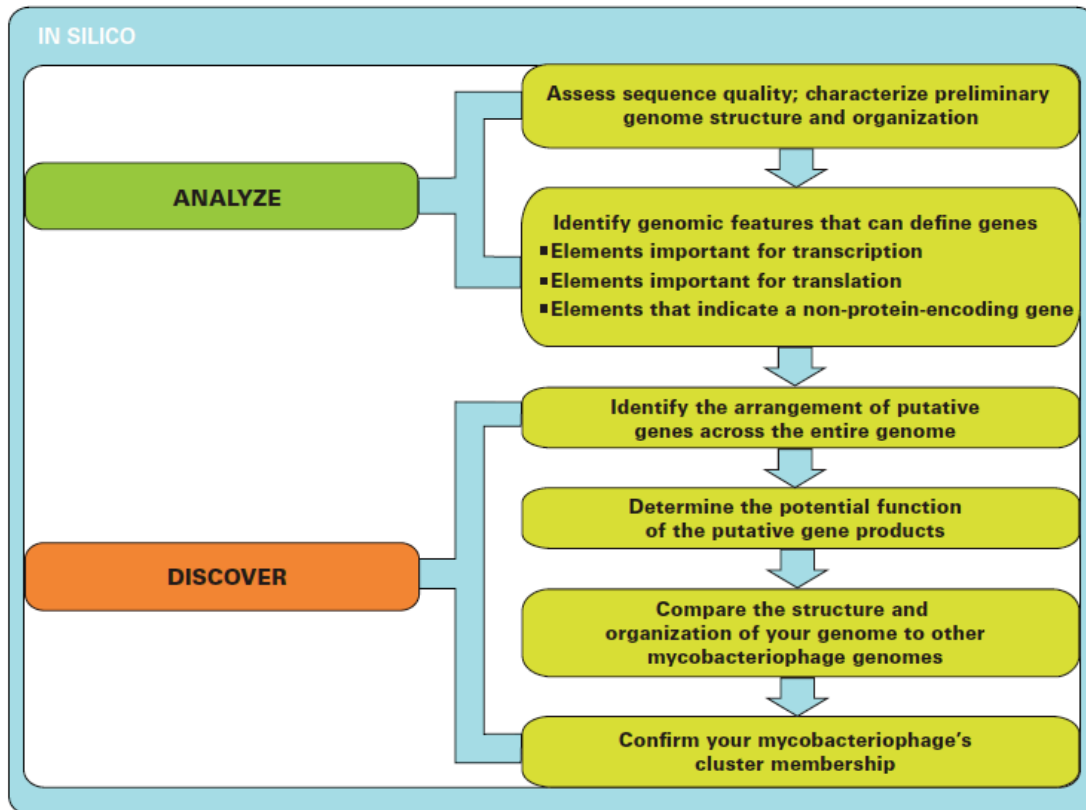 IN SILICO
Assess sequence quality; characterize preliminary
genome structure and organization
ANALYZE
Identify genomic features that can define genes
▪Elements important for transcription
▪Elements important for translation
▪Elements that indicate a non-protein-encoding gene
Identify the arrangement of putative
genes across the entire genome
Determine the potential function
of the putative gene products
DISCOVER
Compare the structure and
organization of your genome to other
mycobacteriophage genomes
Confirm your mycobacteriophage's
cluster membership